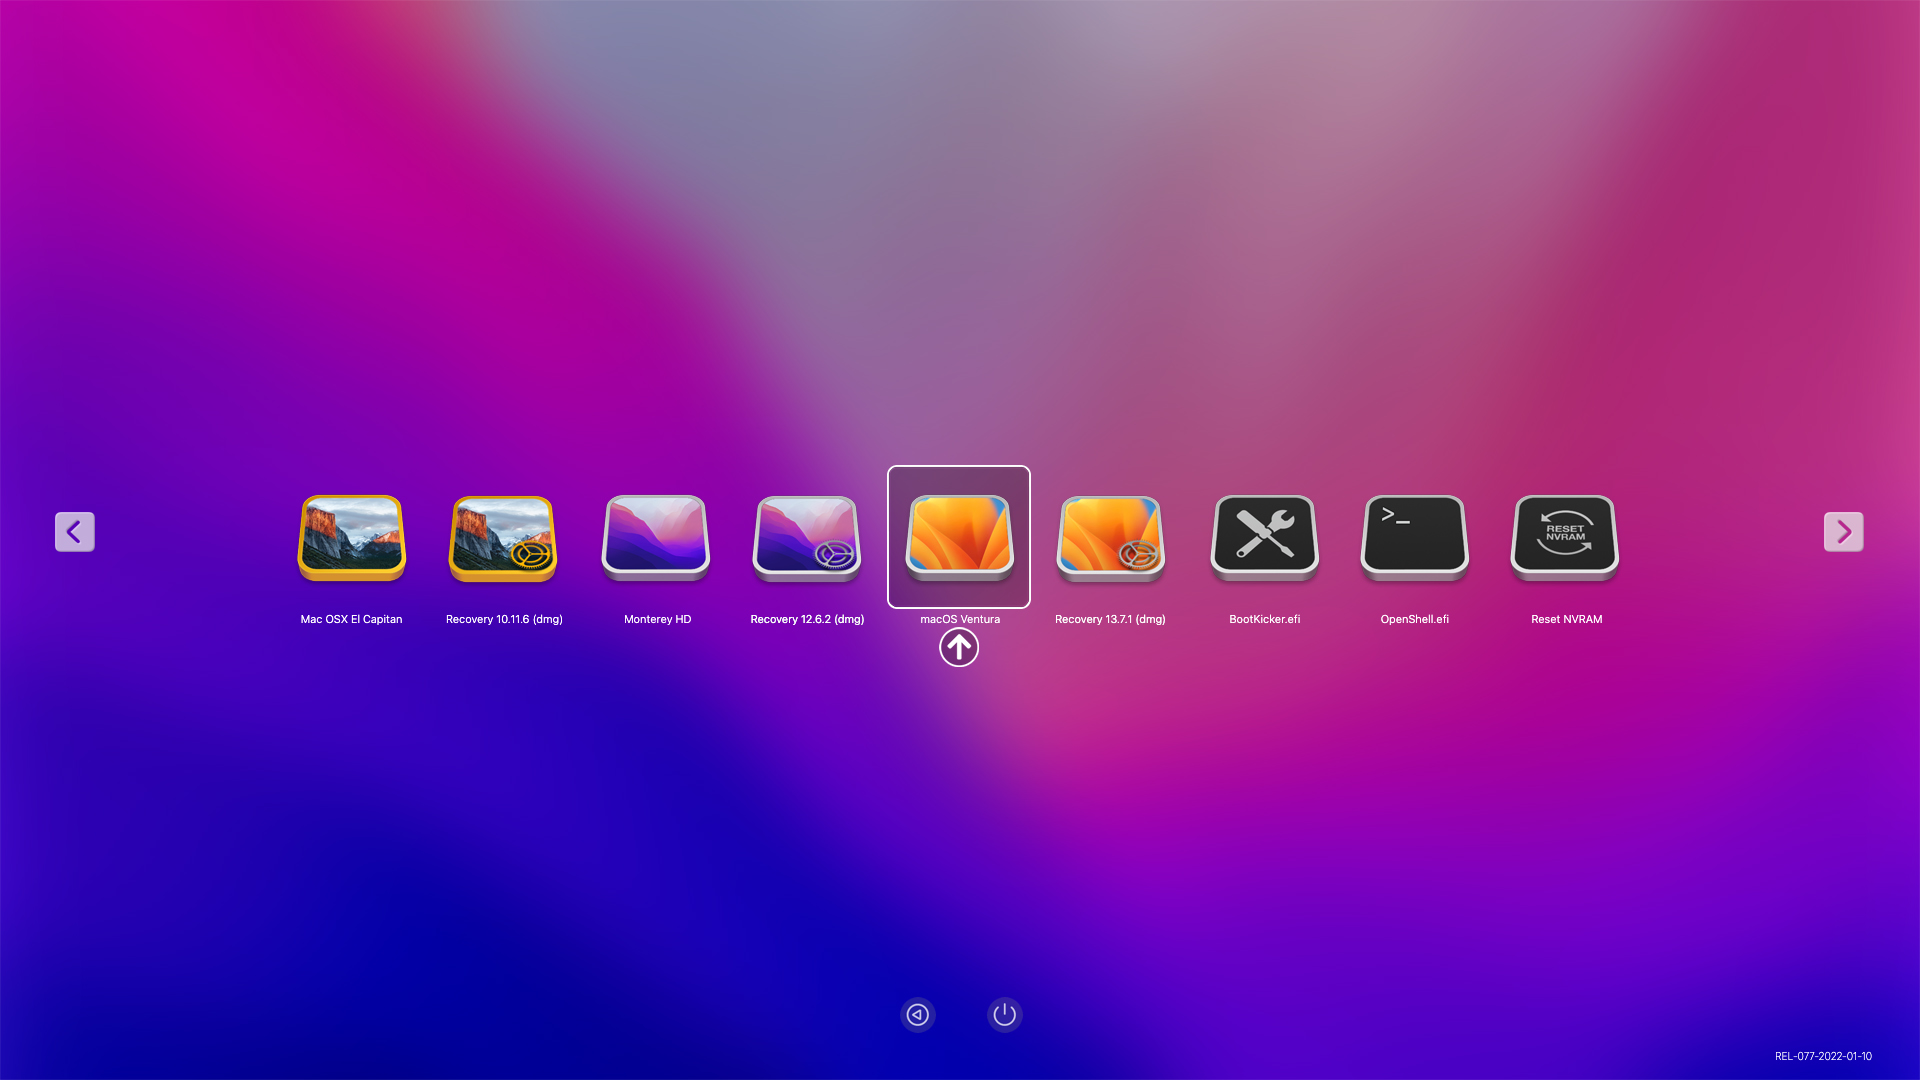 >_
RESET
NVRAM
Mac OSX El Capitan
Recovery 10.11.6 (dmg)
Monterey HD
Recovery 12.6.2 (dmg)
macOS Ventura
Recovery 13.7.1 (dmg)
BootKicker.efi
OpenShell.efi
Reset NVRAM
REL-077-2022-01-10